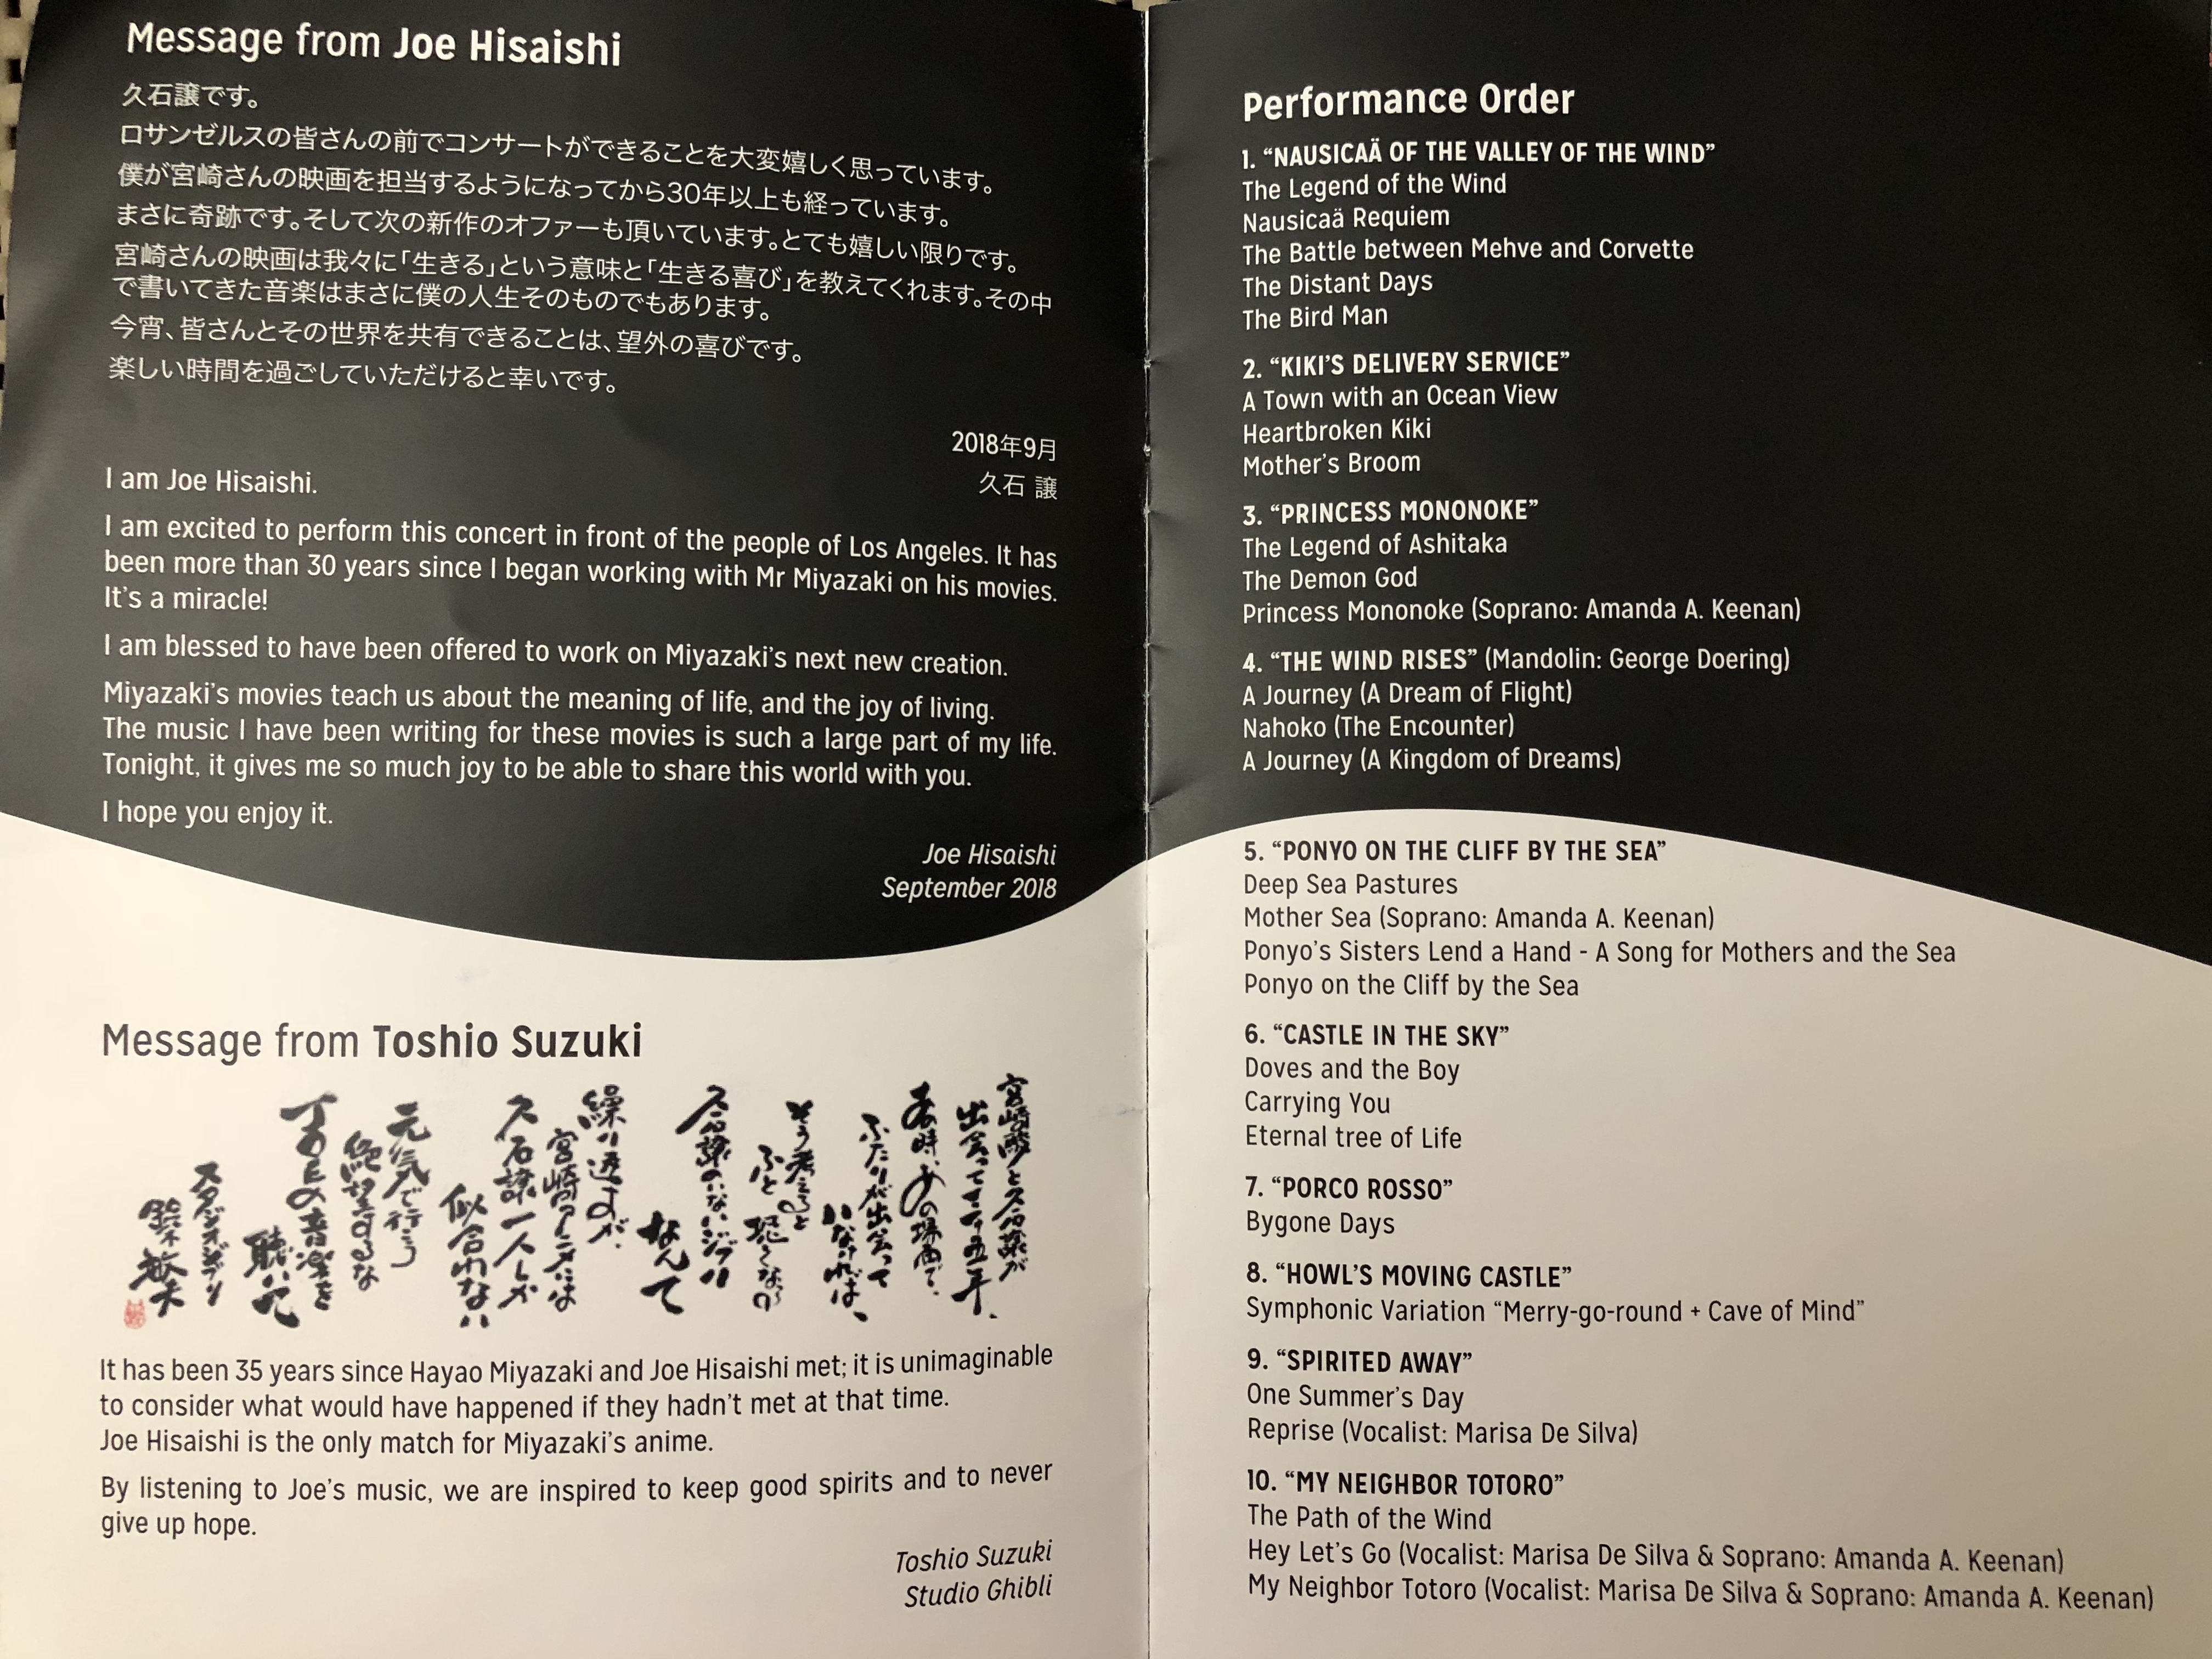 Message from Joe Hisaishi
久石譲です。
ロサンゼルスの皆さんの前でコンサートができることを大変嬉しく思っています。
僕が宮崎さんの映画を担当するようになってから30年以上も経っています。
まさに奇跡です。そして次の新作のオファーも頂いています。とても嬉しい限りです。
宮崎さんの映画は我々に「生きる」という意味と「生きる喜び」を教えてくれます。その中
で書いてきた音楽はまさに僕の人生そのものでもあります。
今宵、皆さんとその世界を共有できることは、望外の喜びです。
楽しい時間を過ごしていただけると幸いです。
2018年9月
久石 譲
I am Joe Hisaishi.
I am excited to perform this concert in front of the people of Los Angeles. It has
been more than 30 years since I began working with Mr Miyazaki on his movies.
It's a miracle!
I am blessed to have been offered to work on Miyazaki's next new creation.
Miyazaki's movies teach us about the meaning of life, and the joy of living.
The music I have been writing for these movies is such a large part of my life.
Tonight, it gives me so much joy to be able to share this world with you.
I hope you enjoy it.
Joe Hisaishi
September 2018
Message from Toshio Suzuki
宮崎駿と久石譲が
出会って三十五年、
あの時、あの場面で、
ふたりが出会って
いなければ、
そう考えると
ふと恐くなる
久石譲のいないジブリ
なんて
繰り返すが、
宮崎アニメには
久石譲一人しか
似合わない
元気で行こう
絶望するな
JOEの音楽を
聴いて
スタジオジブリ
鈴木敏夫
It has been 35 years since Hayao Miyazaki and Joe Hisaishi met; it is unimaginable
to consider what would have happened if they hadn't met at that time.
Joe Hisaishi is the only match for Miyazaki's anime.
By listening to Joe's music, we are inspired to keep good spirits and to never
give up hope.
Toshio Suzuki
Studio Ghibli
Performance Order
1. “NAUSICAÄ OF THE VALLEY OF THE WIND”
The Legend of the Wind
Nausicaä Requiem
The Battle between Mehve and Corvette
The Distant Days
The Bird Man
2. “KIKI'S DELIVERY SERVICE”
A Town with an Ocean View
Heartbroken Kiki
Mother's Broom
3. “PRINCESS MONONOKE”
The Legend of Ashitaka
The Demon God
Princess Mononoke (Soprano: Amanda A. Keenan)
4. “THE WIND RISES” (Mandolin: George Doering)
A Journey (A Dream of Flight)
Nahoko (The Encounter)
A Journey (A Kingdom of Dreams)
5. “PONYO ON THE CLIFF BY THE SEA”
Deep Sea Pastures
Mother Sea (Soprano: Amanda A. Keenan)
Ponyo's Sisters Lend a Hand - A Song for Mothers and the Sea
Ponyo on the Cliff by the Sea
6. “CASTLE IN THE SKY”
Doves and the Boy
Carrying You
Eternal tree of Life
7. “PORCO ROSSO”
Bygone Days
8. “HOWL'S MOVING CASTLE”
Symphonic Variation “Merry-go-round + Cave of Mind”
9. “SPIRITED AWAY”
One Summer's Day
Reprise (Vocalist: Marisa De Silva)
10. “MY NEIGHBOR TOTORO”
The Path of the Wind
Hey Let's Go (Vocalist: Marisa De Silva & Soprano: Amanda A. Keenan)
My Neighbor Totoro (Vocalist: Marisa De Silva & Soprano: Amanda A. Keenan)